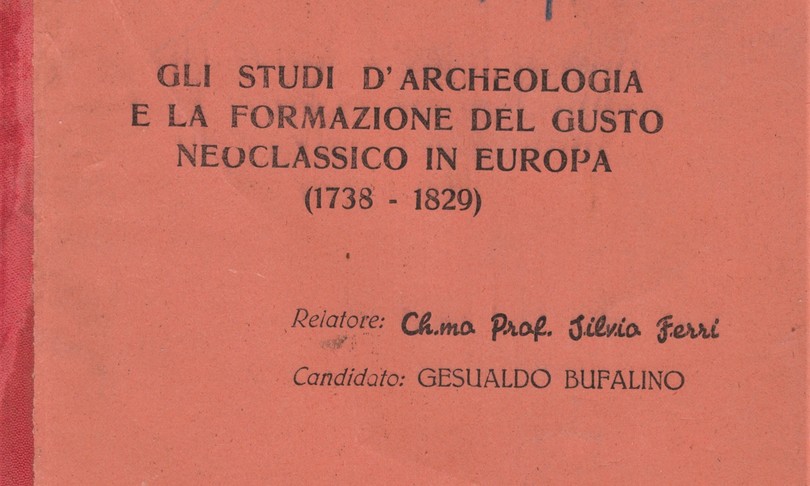 GLI STUDI D'ARCHEOLOGIA
E LA FORMAZIONE DEL GUSTO
NEOCLASSICO IN EUROPA
(1738 - 1829)
Relatore: Ch.mo Prof. Silvio Ferri
Candidato: GESUALDO BUFALINO